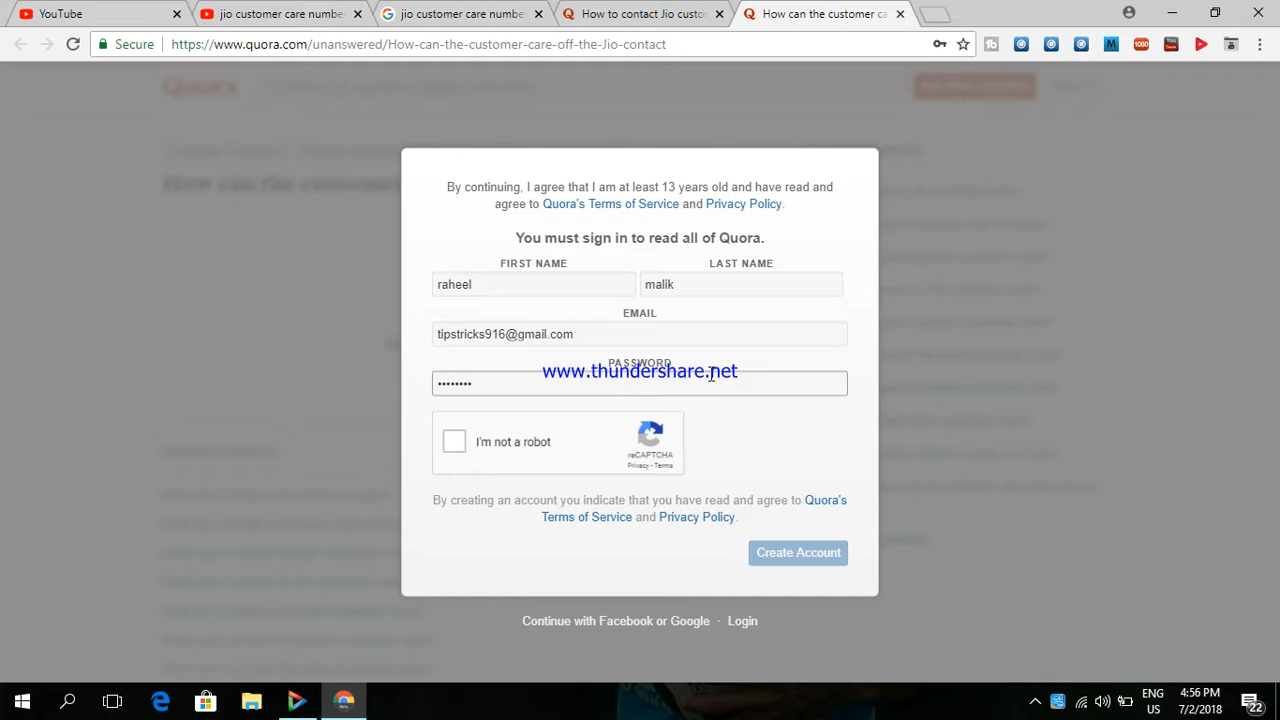 YouTube
jio customer care numbe
jio customer care numbe
How to contact Jio custo
How can the customer ca
Secure
https://www.quora.com/unanswered/How-can-the-customer-care-off-the-Jio-contact
1080
Quora
How can the customer
By continuing, I agree that I am at least 13 years old and have read and
agree to Quora's Terms of Service and Privacy Policy.
You must sign in to read all of Quora.
FIRST NAME LAST NAME
raheel malik
EMAIL
tipstricks916@gmail.com
PASSWORD
www.thundershare.net
••••••••
I'm not a robot
reCAPTCHA
Privacy - Terms
By creating an account you indicate that you have read and agree to Quora's
Terms of Service and Privacy Policy.
Create Account
Continue with Facebook or Google · Login
ENG
US
4:56 PM
7/2/2018
22